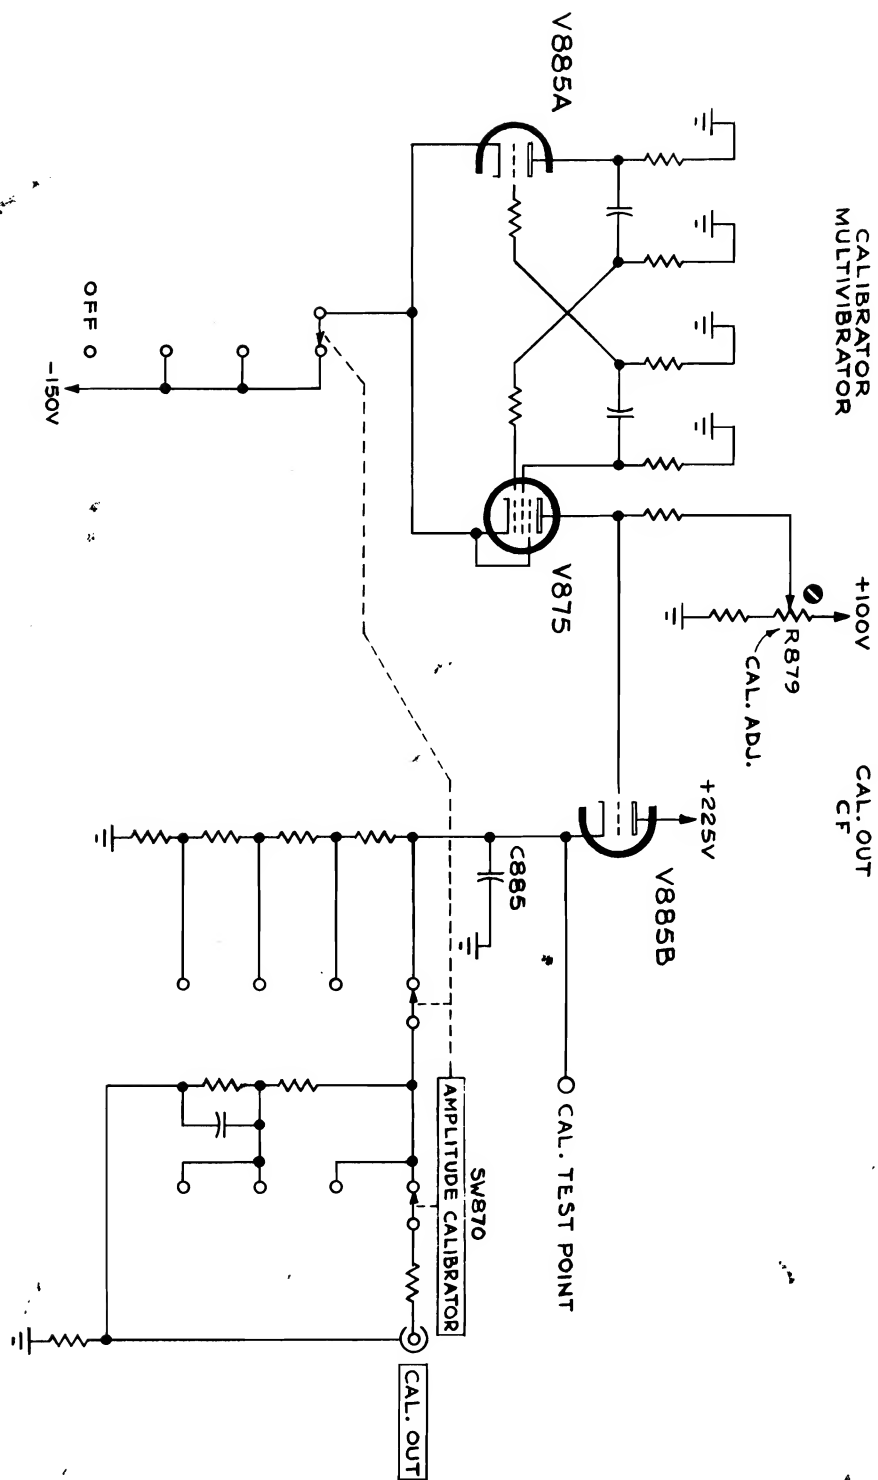 CALIBRATOR
MULTIVIBRATOR
CAL. OUT
CF
+100V
R879
CAL. ADJ.
+225V
V885A
V875
V885B
C885
CAL. TEST POINT
OFF
-150V
SW870
AMPLITUDE CALIBRATOR
CAL. OUT